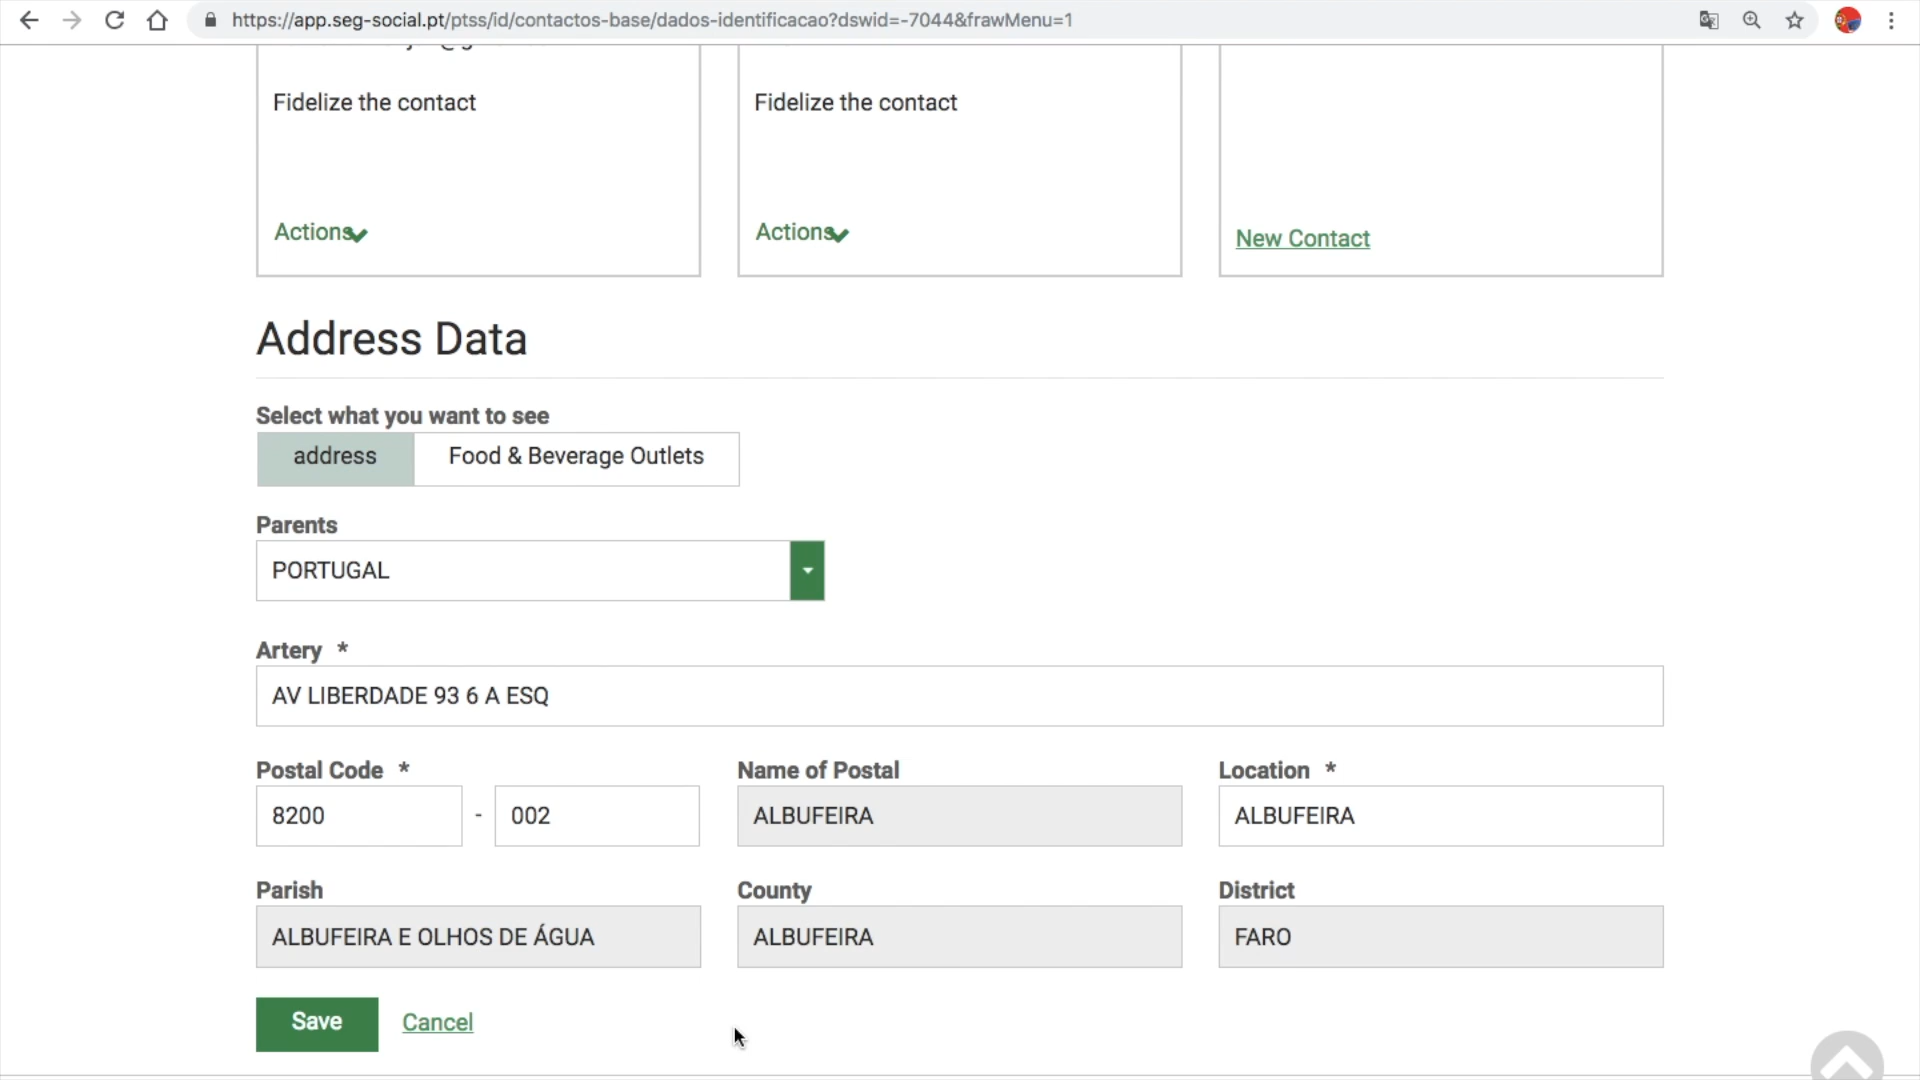 https://app.seg-social.pt/ptss/id/contactos-base/dados-identificacao?dswid=-7044&frawMenu=1
Fidelize the contact
Fidelize the contact
Actions
Actions
New Contact
Address Data
Select what you want to see
address
Food & Beverage Outlets
Parents
PORTUGAL
Artery *
AV LIBERDADE 93 6 A ESQ
Postal Code *
Name of Postal
Location *
8200 - 002
ALBUFEIRA
ALBUFEIRA
Parish
County
District
ALBUFEIRA E OLHOS DE ÁGUA
ALBUFEIRA
FARO
Save
Cancel